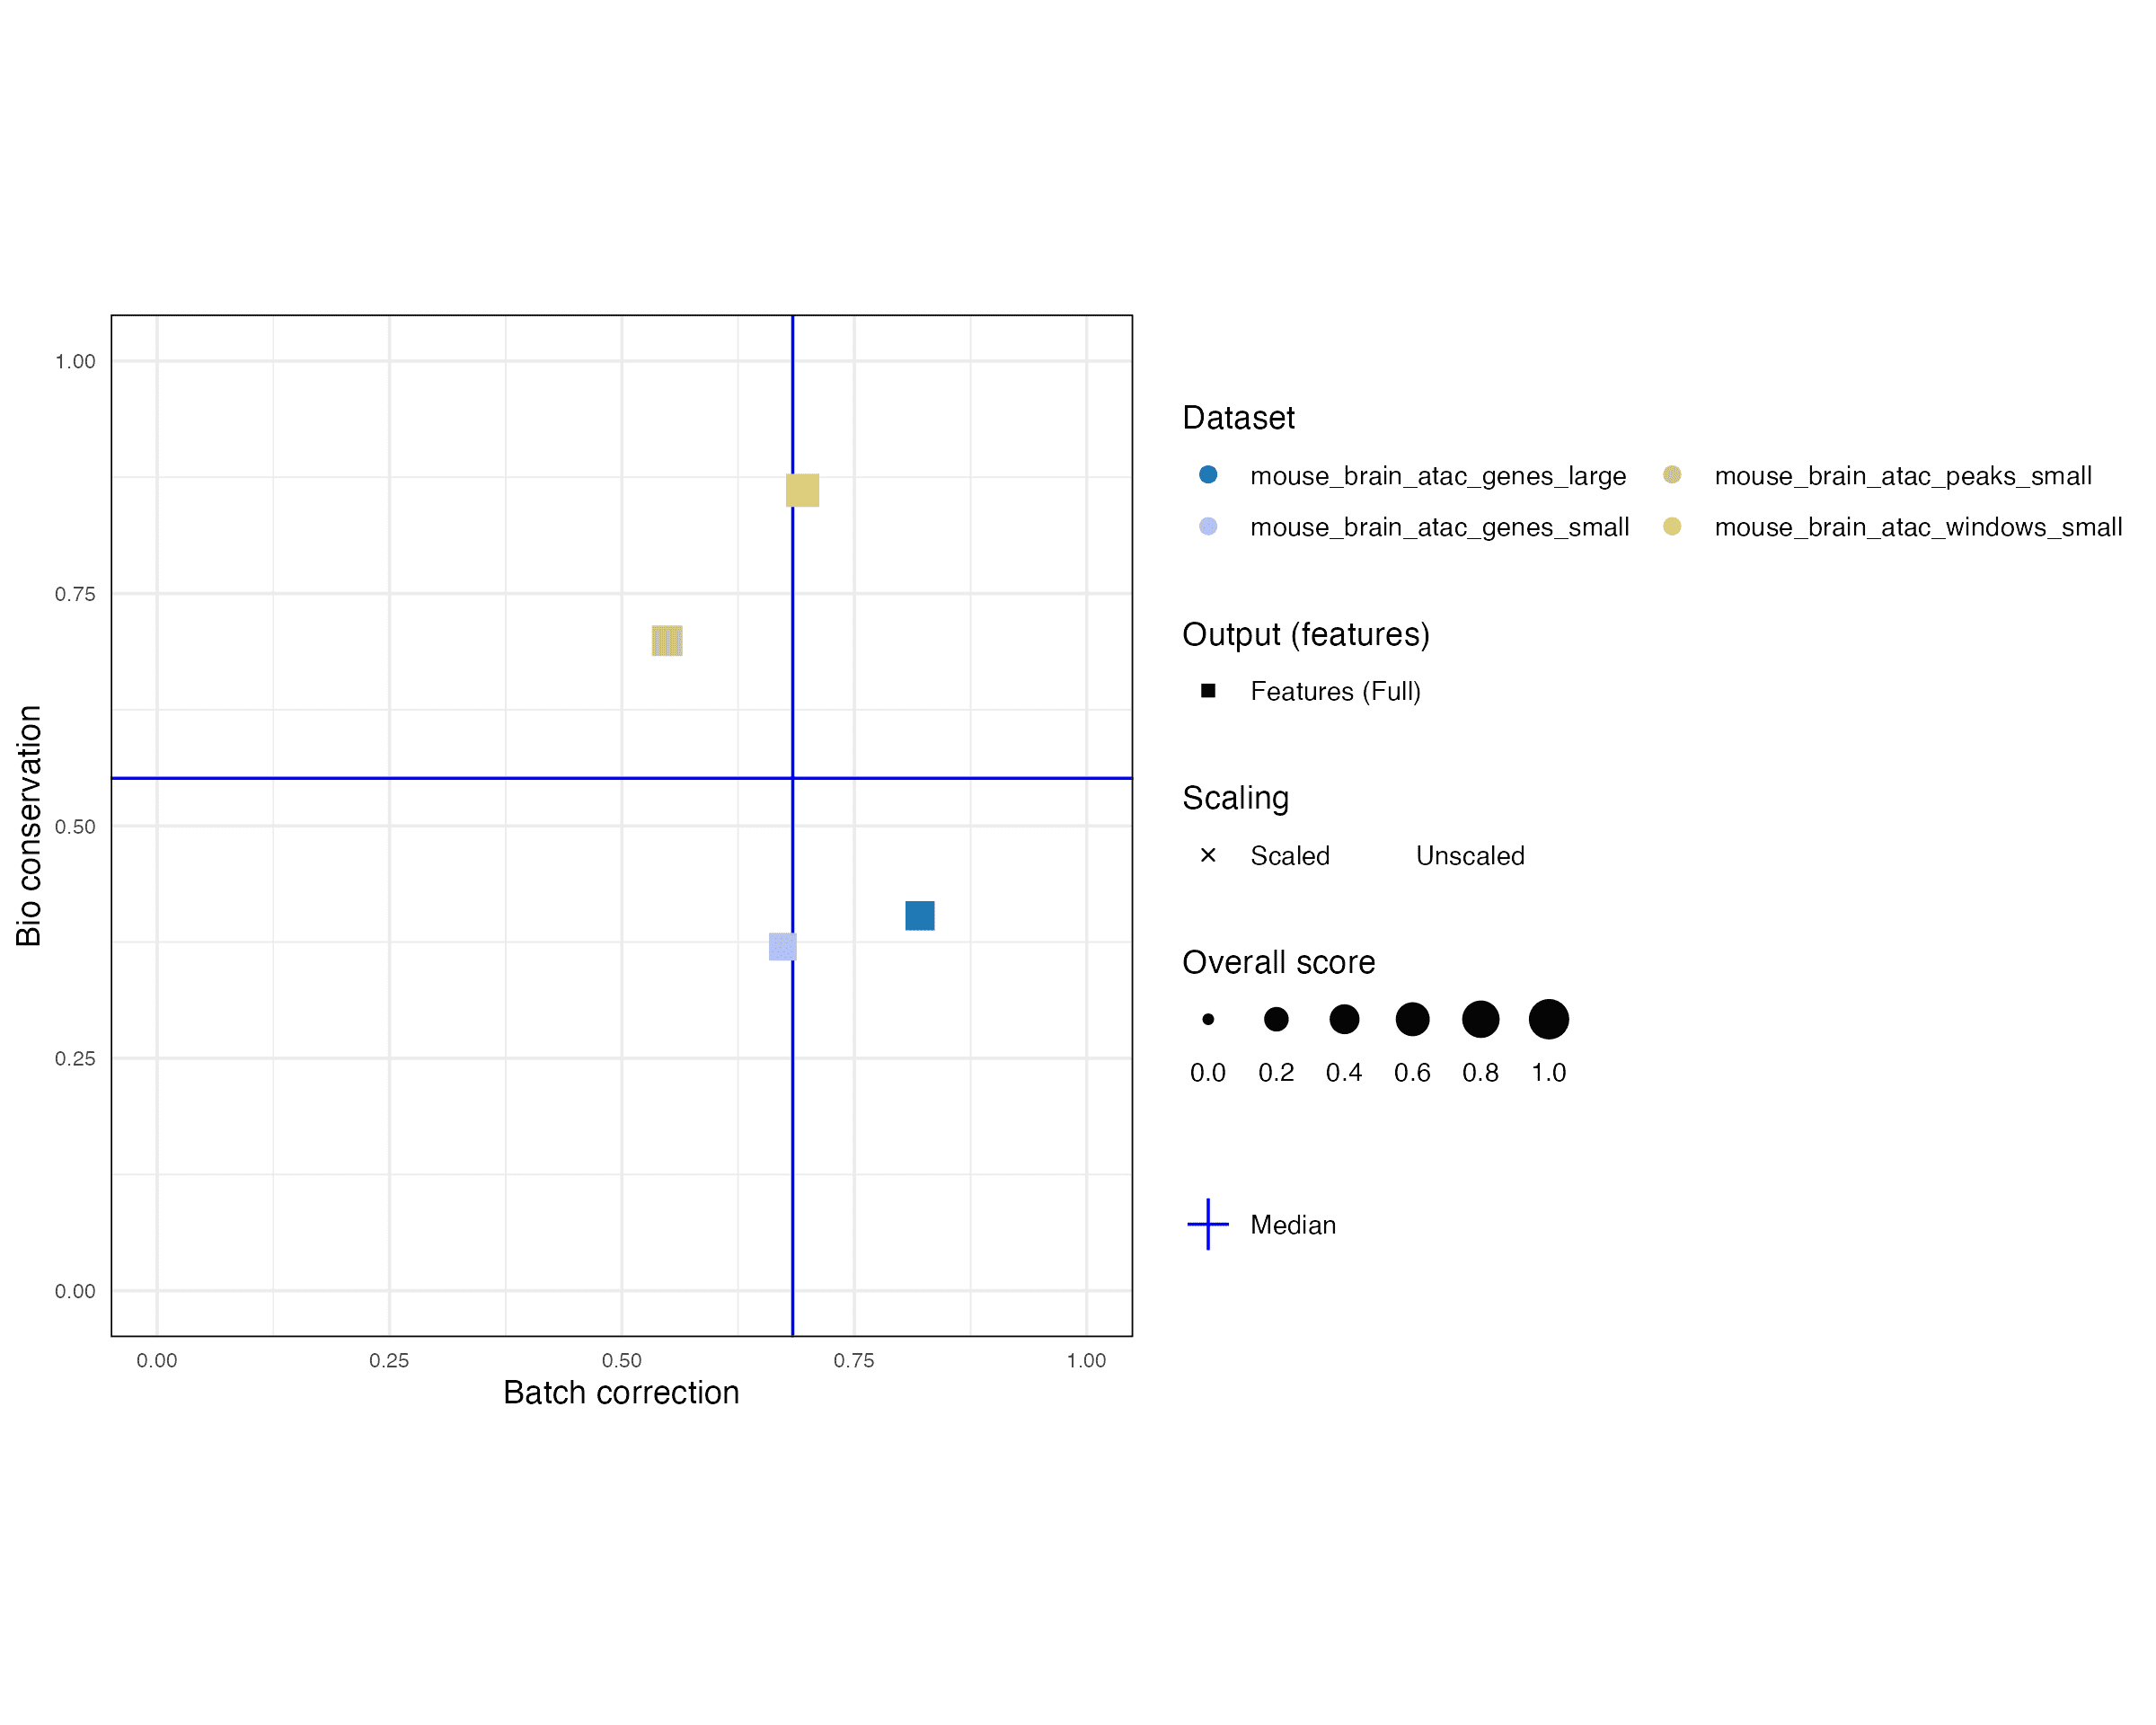 1.00
0.75
0.50
0.25
0.00
Bio conservation
0.00 0.25 0.50 0.75 1.00
Batch correction
Dataset
mouse_brain_atac_genes_large mouse_brain_atac_peaks_small
mouse_brain_atac_genes_small mouse_brain_atac_windows_small
Output (features)
Features (Full)
Scaling
Scaled Unscaled
Overall score
0.0 0.2 0.4 0.6 0.8 1.0
Median